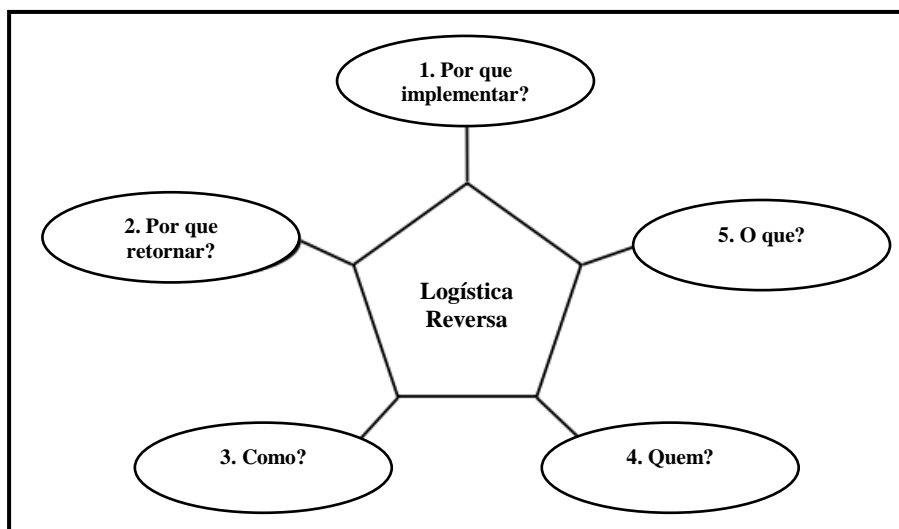 1. Por que
implementar?
2. Por que
retornar?
5. O que?
Logística
Reversa
3. Como?
4. Quem?